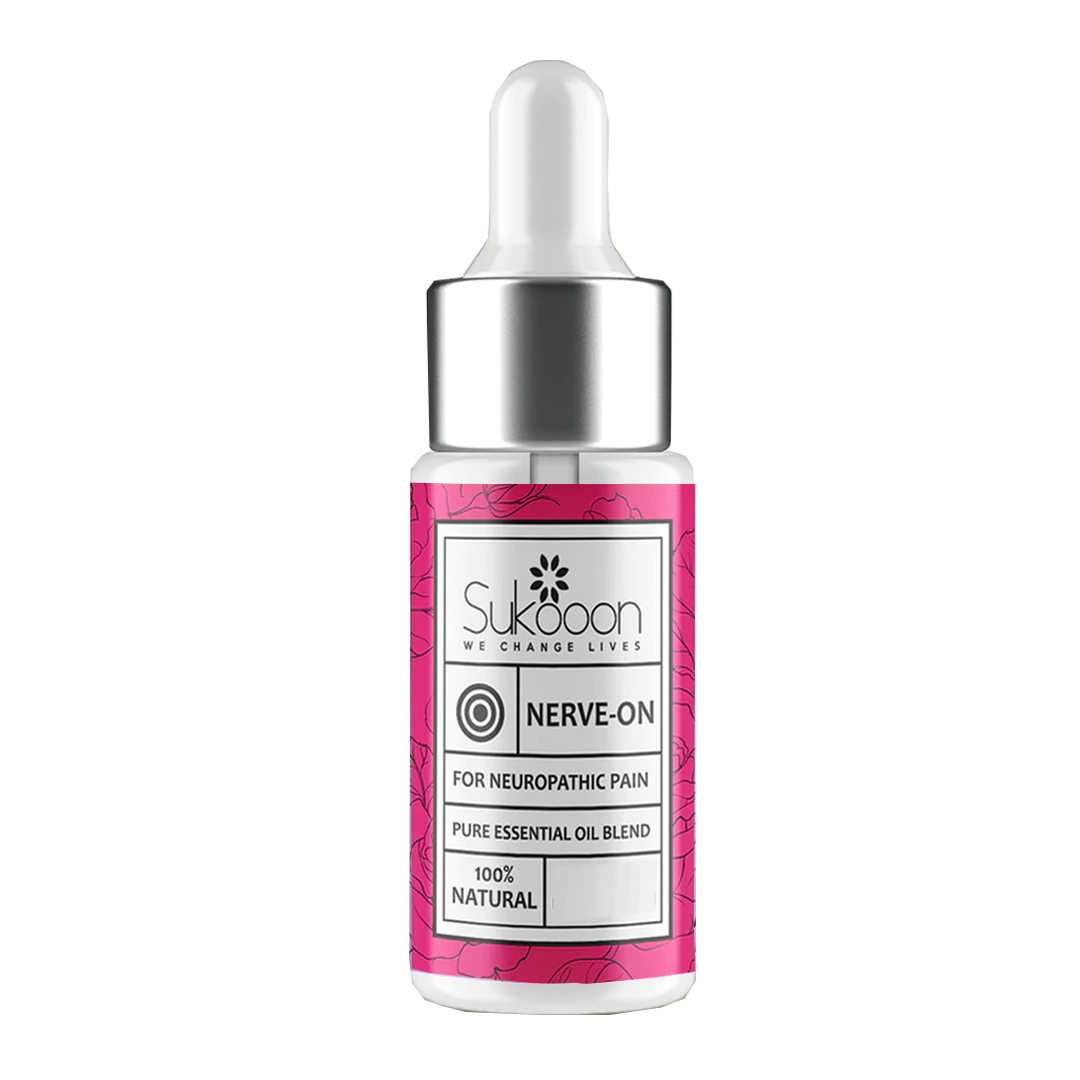 Sukooon
WE CHANGE LIVES
NERVE-ON
FOR NEUROPATHIC PAIN
PURE ESSENTIAL OIL BLEND
100%
NATURAL